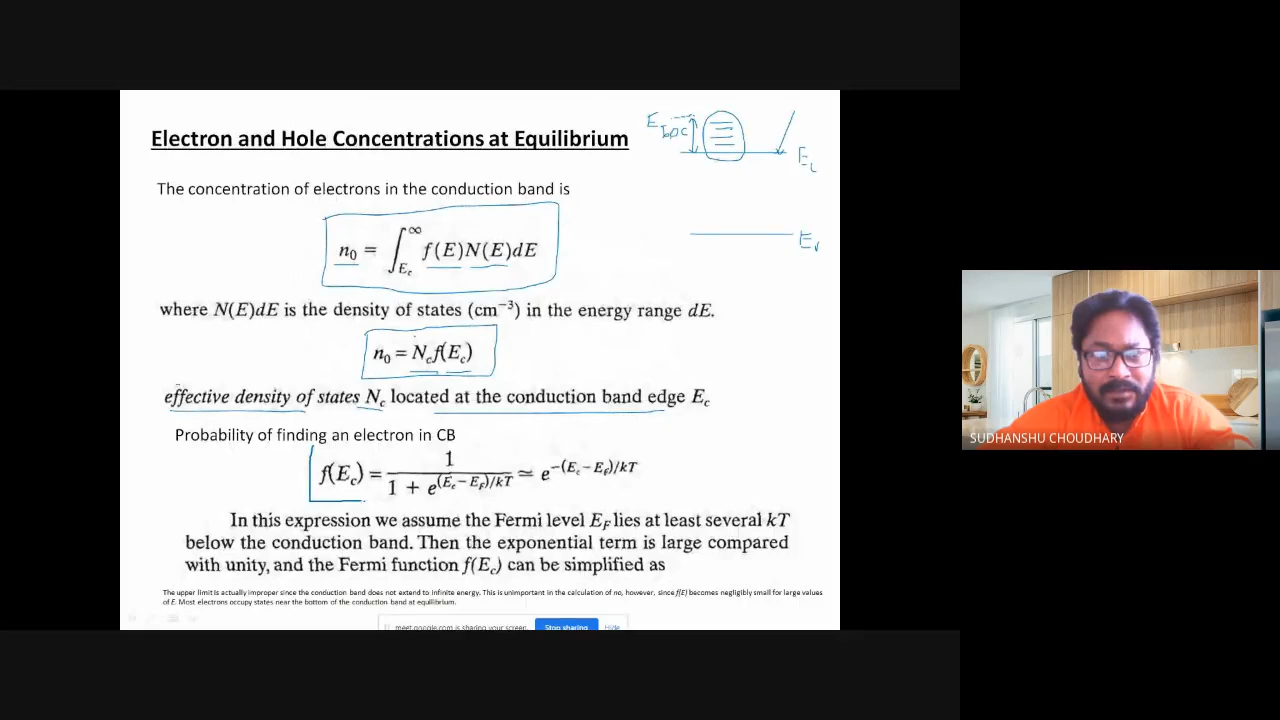 Electron and Hole Concentrations at Equilibrium
The concentration of electrons in the conduction band is
n₀ = ∫_{E_c}^{∞} f(E)N(E)dE
where N(E)dE is the density of states (cm⁻³) in the energy range dE.
n₀ = N_c f(E_c)
effective density of states N_c located at the conduction band edge E_c
Probability of finding an electron in CB
f(E_c) = 1 / (1 + e^{(E_c − E_F)/kT}) ≃ e^{−(E_c − E_F)/kT}
In this expression we assume the Fermi level E_F lies at least several kT
below the conduction band. Then the exponential term is large compared
with unity, and the Fermi function f(E_c) can be simplified as
The upper limit is actually improper since the conduction band does not extend to infinite energy. This is unimportant in the calculation of no, however, since f(E) becomes negligibly small for large values
of E. Most electrons occupy states near the bottom of the conduction band at equilibrium.
meet.google.com is sharing your screen.
Stop sharing
Hide
E_c
E_v
SUDHANSHU CHOUDHARY